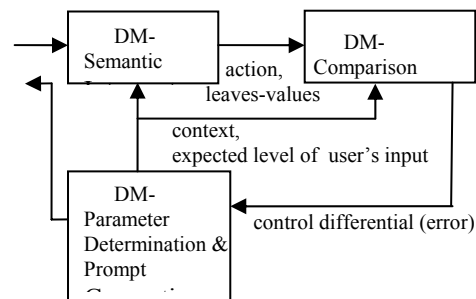 DM-
Semantic
DM-
Comparison
action,
leaves-values
context,
expected level of user's input
DM-
Parameter
Determination &
Prompt
control differential (error)